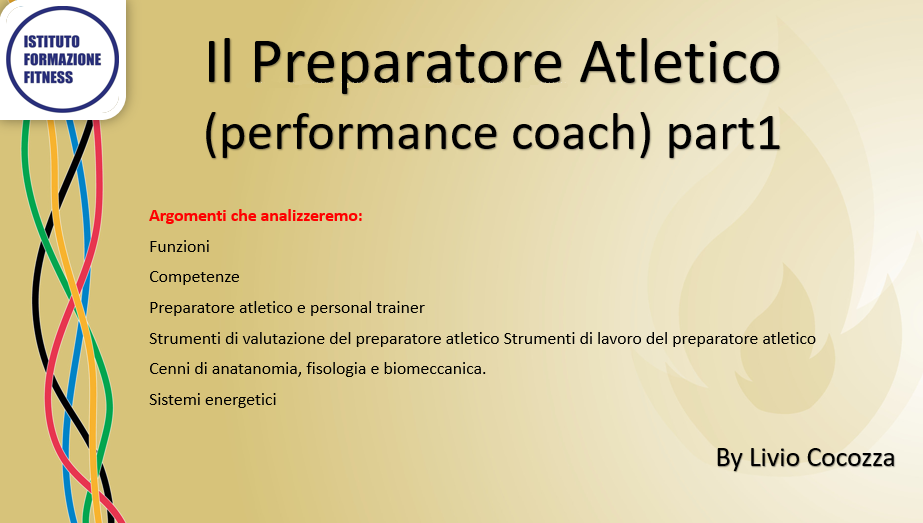 ISTITUTO
FORMAZIONE
FITNESS
Il Preparatore Atletico
(performance coach) part1
Argomenti che analizzeremo:
Funzioni
Competenze
Preparatore atletico e personal trainer
Strumenti di valutazione del preparatore atletico Strumenti di lavoro del preparatore atletico
Cenni di anatanomia, fisologia e biomeccanica.
Sistemi energetici
By Livio Cocozza